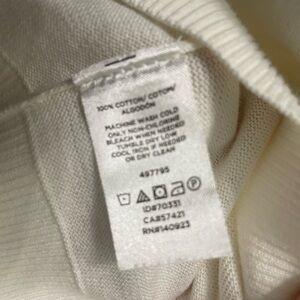 100% COTTON/ COTON/
ALGODÓN
MACHINE WASH COLD
ONLY NON-CHLORINE
BLEACH WHEN NEEDED
TUMBLE DRY LOW
COOL IRON IF NEEDED
OR DRY CLEAN
497795
ID#70331
CA#57421
RN#140923